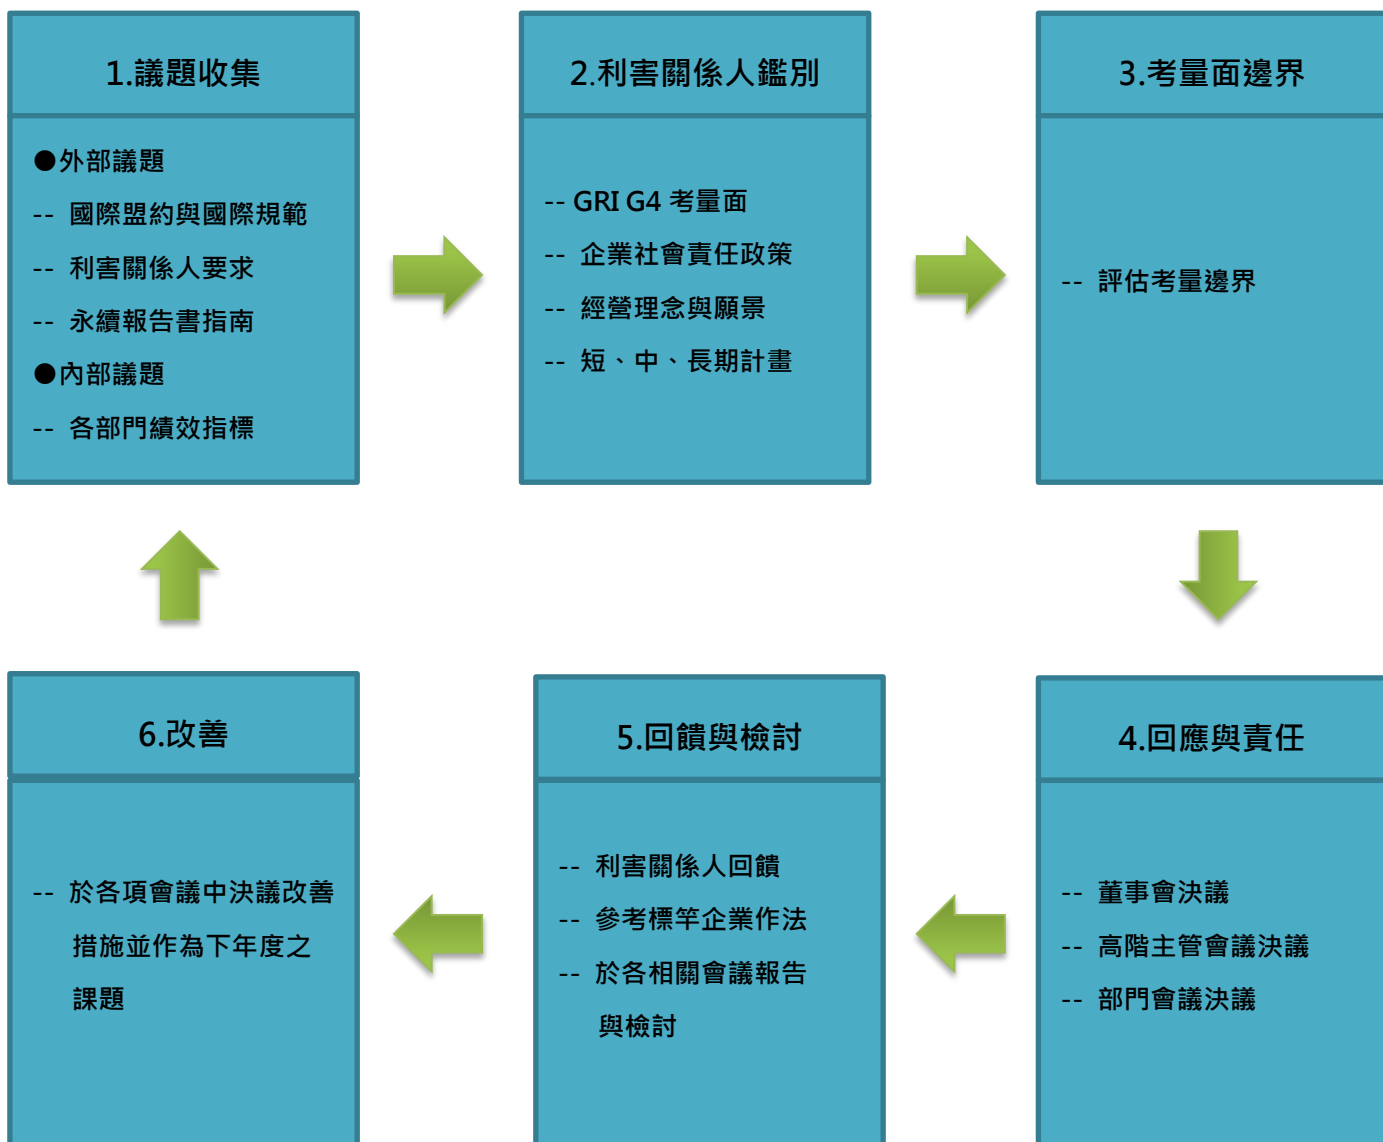 1.議題收集
●外部議題
-- 國際盟約與國際規範
-- 利害關係人要求
-- 永續報告書指南
●內部議題
-- 各部門績效指標
2.利害關係人鑑別
-- GRI G4 考量面
-- 企業社會責任政策
-- 經營理念與願景
-- 短、中、長期計畫
3.考量面邊界
-- 評估考量邊界
4.回應與責任
-- 董事會決議
-- 高階主管會議決議
-- 部門會議決議
5.回饋與檢討
-- 利害關係人回饋
-- 參考標竿企業作法
-- 於各相關會議報告
與檢討
6.改善
-- 於各項會議中決議改善
措施並作為下年度之
課題